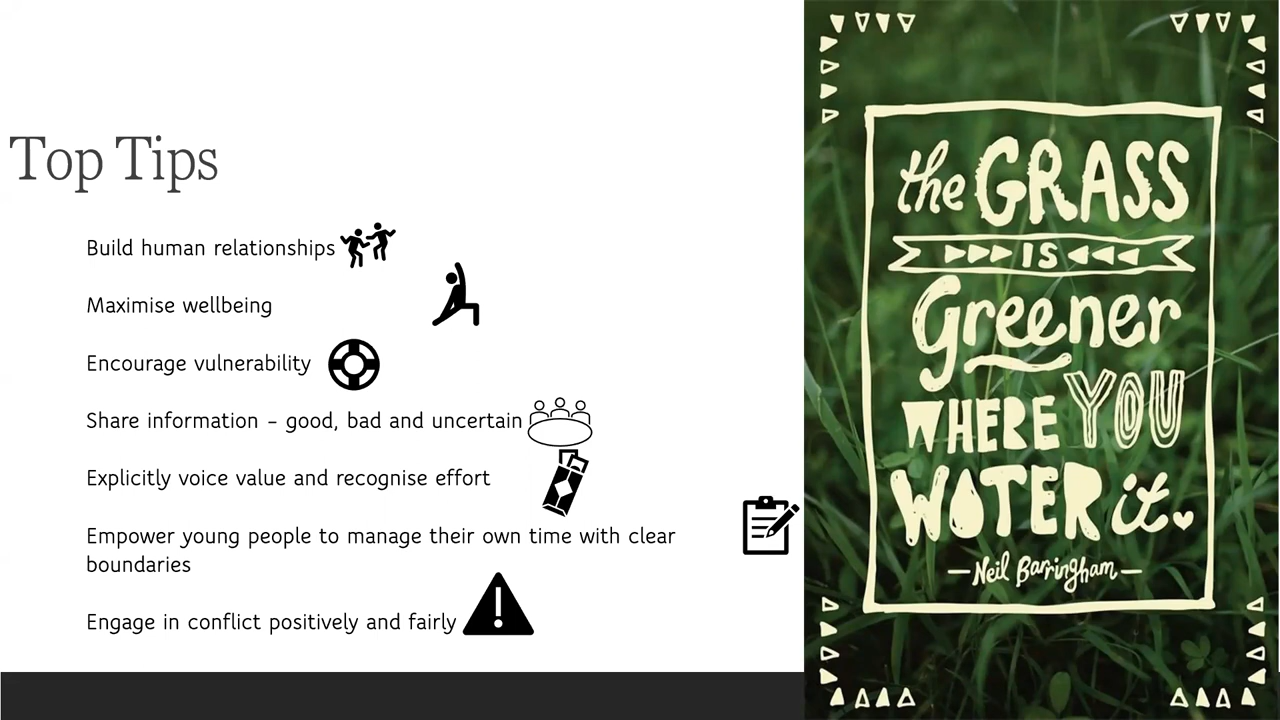 Top Tips
Build human relationships
Maximise wellbeing
Encourage vulnerability
Share information – good, bad and uncertain
Explicitly voice value and recognise effort
Empower young people to manage their own time with clear
boundaries
Engage in conflict positively and fairly
the GRASS
IS
Greener
WHERE YOU
WATER it.
—Neil Barringham—